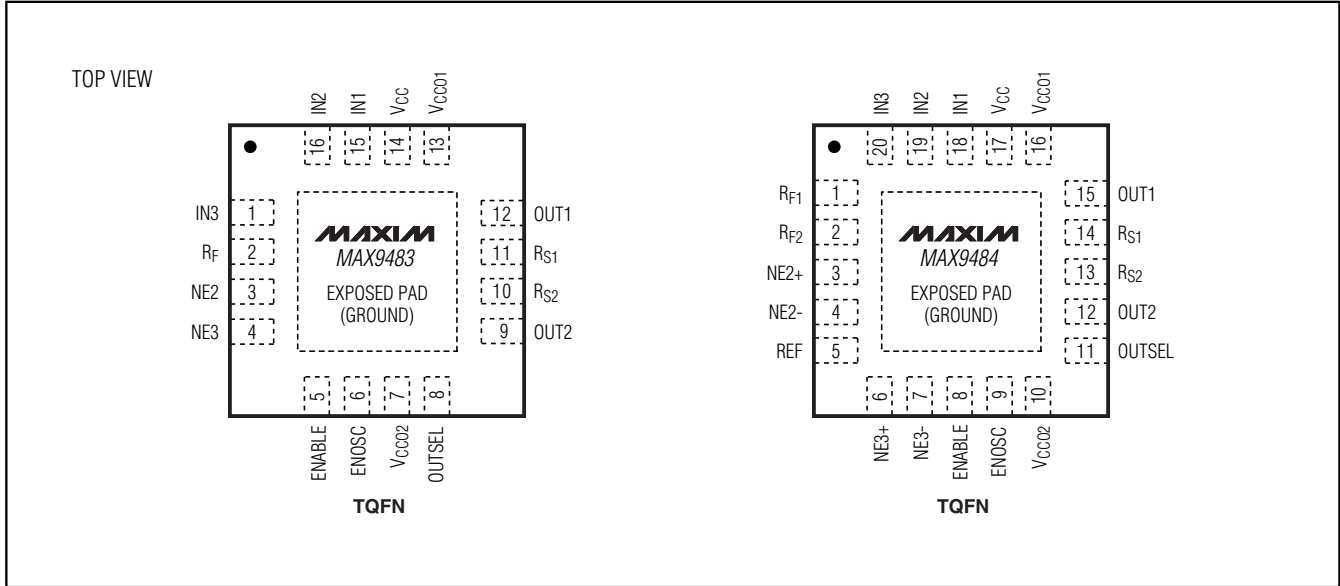 TOP VIEW
IN2 IN1 VCC VCCO1
16 15 14 13
IN3 1
RF 2
NE2 3
NE3 4
MAXIM
MAX9483
EXPOSED PAD
(GROUND)
12 OUT1
11 RS1
10 RS2
9 OUT2
5 6 7 8
ENABLE ENOSC VCCO2 OUTSEL
TQFN
IN3 IN2 IN1 VCC VCCO1
20 19 18 17 16
RF1 1
RF2 2
NE2+ 3
NE2- 4
REF 5
MAXIM
MAX9484
EXPOSED PAD
(GROUND)
15 OUT1
14 RS1
13 RS2
12 OUT2
11 OUTSEL
6 7 8 9 10
NE3+ NE3- ENABLE ENOSC VCCO2
TQFN